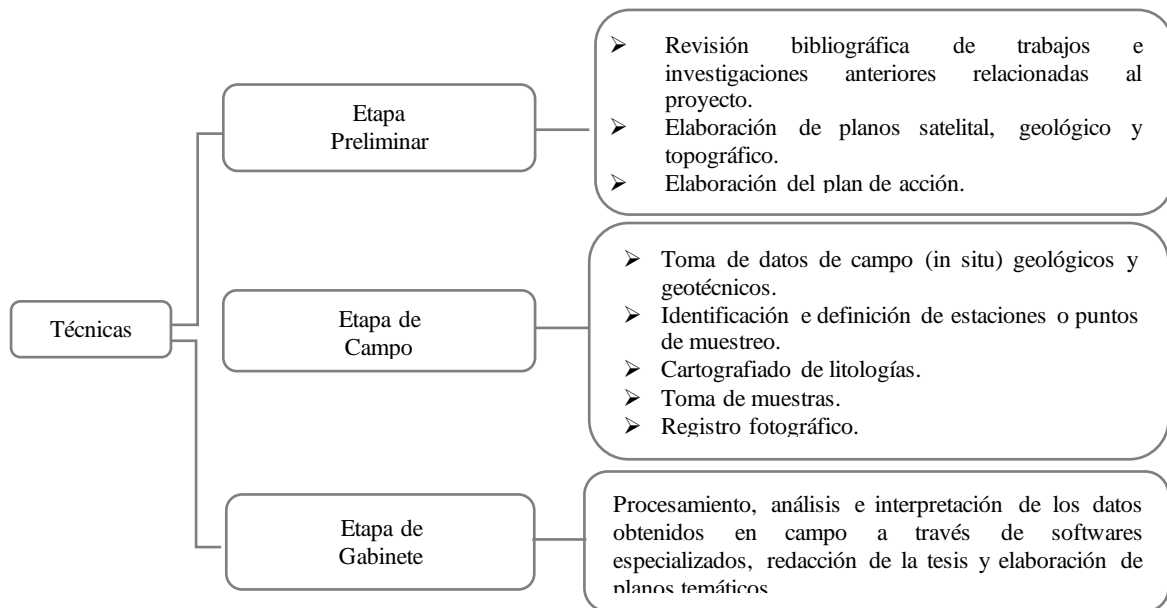 Técnicas
Etapa
Preliminar
➢ Revisión bibliográfica de trabajos e
investigaciones anteriores relacionadas al
proyecto.
➢ Elaboración de planos satelital, geológico y
topográfico.
➢ Elaboración del plan de acción.
Etapa de
Campo
➢ Toma de datos de campo (in situ) geológicos y
geotécnicos.
➢ Identificación e definición de estaciones o puntos
de muestreo.
➢ Cartografiado de litologías.
➢ Toma de muestras.
➢ Registro fotográfico.
Etapa de
Gabinete
Procesamiento, análisis e interpretación de los datos
obtenidos en campo a través de softwares
especializados, redacción de la tesis y elaboración de
planos temáticos